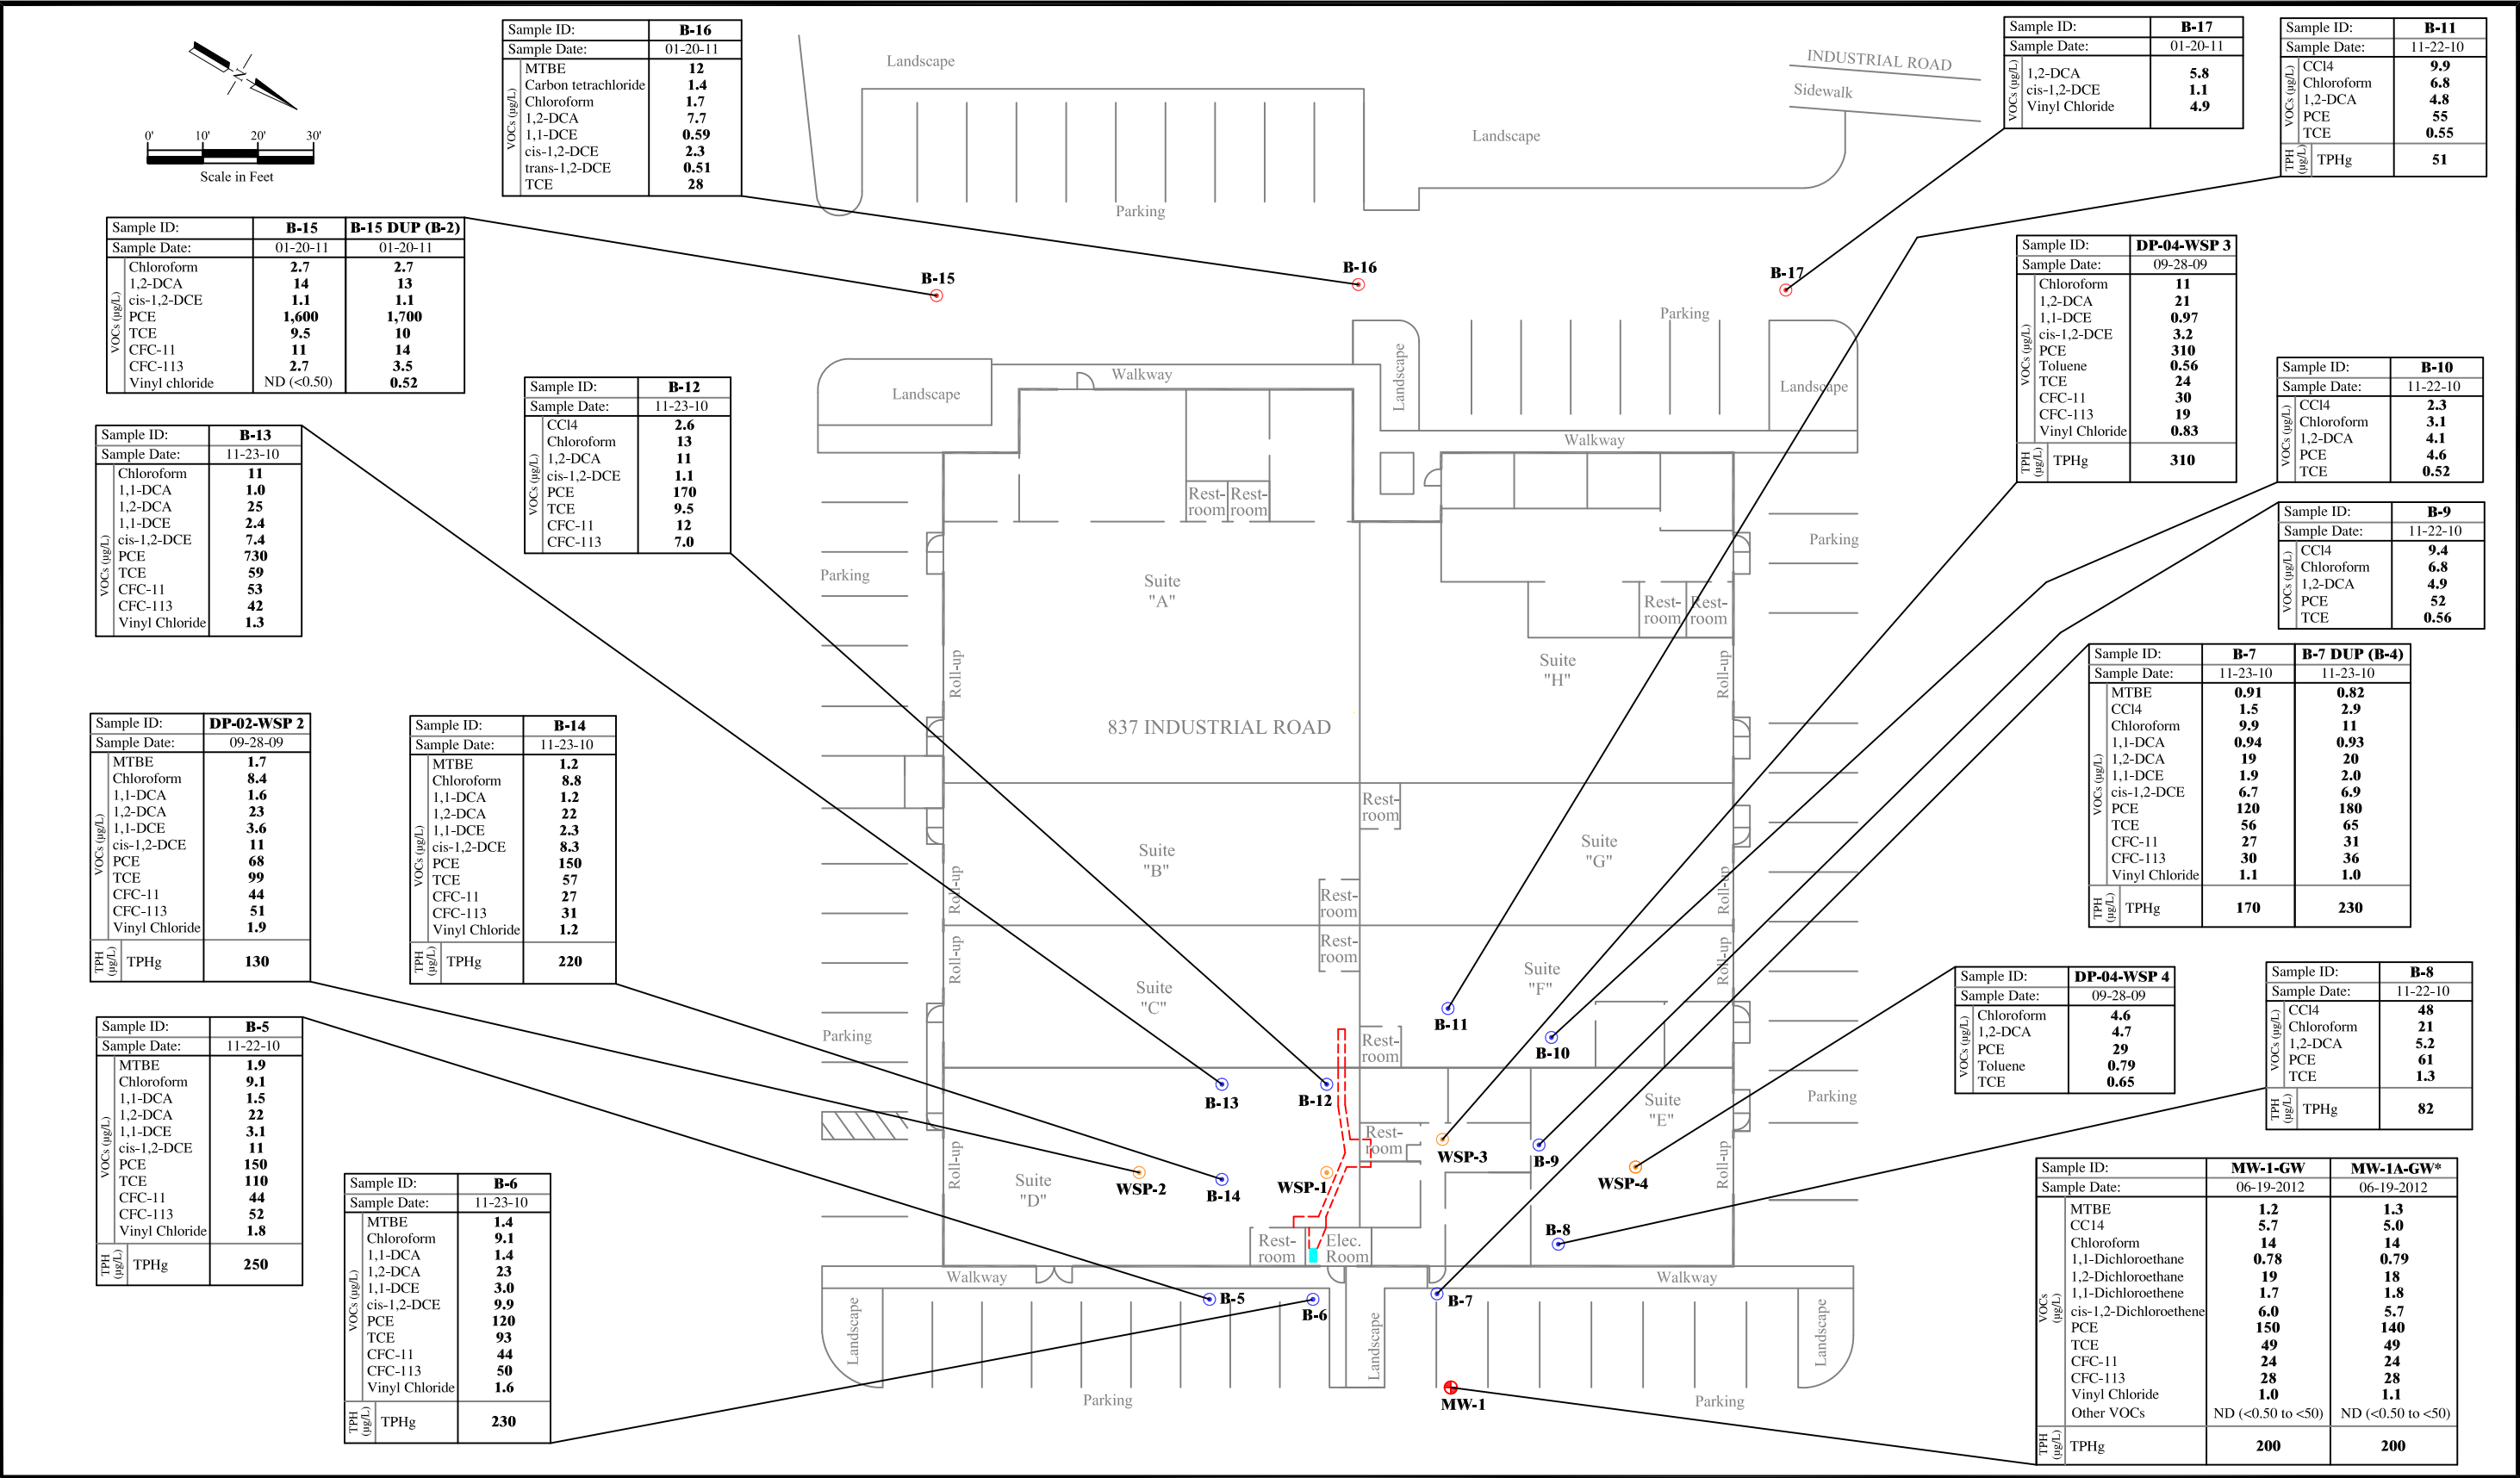 N
0' 10' 20' 30'
Scale in Feet
Sample ID: B-16
Sample Date: 01-20-11
VOCs (µg/L)
MTBE 12
Carbon tetrachloride 1.4
Chloroform 1.7
1,2-DCA 7.7
1,1-DCE 0.59
cis-1,2-DCE 2.3
trans-1,2-DCE 0.51
TCE 28
Sample ID: B-17
Sample Date: 01-20-11
VOCs (µg/L)
1,2-DCA 5.8
cis-1,2-DCE 1.1
Vinyl Chloride 4.9
Sample ID: B-11
Sample Date: 11-22-10
VOCs (µg/L)
CCl4 9.9
Chloroform 6.8
1,2-DCA 4.8
PCE 55
TCE 0.55
TPH (µg/L)
TPHg 51
Sample ID: B-15 B-15 DUP (B-2)
Sample Date: 01-20-11 01-20-11
VOCs (µg/L)
Chloroform 2.7 2.7
1,2-DCA 14 13
cis-1,2-DCE 1.1 1.1
PCE 1,600 1,700
TCE 9.5 10
CFC-11 11 14
CFC-113 2.7 3.5
Vinyl chloride ND (<0.50) 0.52
Sample ID: DP-04-WSP 3
Sample Date: 09-28-09
VOCs (µg/L)
Chloroform 11
1,2-DCA 21
1,1-DCE 0.97
cis-1,2-DCE 3.2
PCE 310
Toluene 0.56
TCE 24
CFC-11 30
CFC-113 19
Vinyl Chloride 0.83
TPH (µg/L)
TPHg 310
Sample ID: B-12
Sample Date: 11-23-10
VOCs (µg/L)
CCl4 2.6
Chloroform 13
1,2-DCA 11
cis-1,2-DCE 1.1
PCE 170
TCE 9.5
CFC-11 12
CFC-113 7.0
Sample ID: B-10
Sample Date: 11-22-10
VOCs (µg/L)
CCl4 2.3
Chloroform 3.1
1,2-DCA 4.1
PCE 4.6
TCE 0.52
Sample ID: B-13
Sample Date: 11-23-10
VOCs (µg/L)
Chloroform 11
1,1-DCA 1.0
1,2-DCA 25
1,1-DCE 2.4
cis-1,2-DCE 7.4
PCE 730
TCE 59
CFC-11 53
CFC-113 42
Vinyl Chloride 1.3
Sample ID: B-9
Sample Date: 11-22-10
VOCs (µg/L)
CCl4 9.4
Chloroform 6.8
1,2-DCA 4.9
PCE 52
TCE 0.56
Sample ID: B-7 B-7 DUP (B-4)
Sample Date: 11-23-10 11-23-10
VOCs (µg/L)
MTBE 0.91 0.82
CCl4 1.5 2.9
Chloroform 9.9 11
1,1-DCA 0.94 0.93
1,2-DCA 19 20
1,1-DCE 1.9 2.0
cis-1,2-DCE 6.7 6.9
PCE 120 180
TCE 56 65
CFC-11 27 31
CFC-113 30 36
Vinyl Chloride 1.1 1.0
TPH (µg/L)
TPHg 170 230
Sample ID: DP-02-WSP 2
Sample Date: 09-28-09
VOCs (µg/L)
MTBE 1.7
Chloroform 8.4
1,1-DCA 1.6
1,2-DCA 23
1,1-DCE 3.6
cis-1,2-DCE 11
PCE 68
TCE 99
CFC-11 44
CFC-113 51
Vinyl Chloride 1.9
TPH (µg/L)
TPHg 130
Sample ID: B-14
Sample Date: 11-23-10
VOCs (µg/L)
MTBE 1.2
Chloroform 8.8
1,1-DCA 1.2
1,2-DCA 22
1,1-DCE 2.3
cis-1,2-DCE 8.3
PCE 150
TCE 57
CFC-11 27
CFC-113 31
Vinyl Chloride 1.2
TPH (µg/L)
TPHg 220
Sample ID: DP-04-WSP 4
Sample Date: 09-28-09
VOCs (µg/L)
Chloroform 4.6
1,2-DCA 4.7
PCE 29
Toluene 0.79
TCE 0.65
Sample ID: B-8
Sample Date: 11-22-10
VOCs (µg/L)
CCl4 48
Chloroform 21
1,2-DCA 5.2
PCE 61
TCE 1.3
TPH (µg/L)
TPHg 82
Sample ID: B-5
Sample Date: 11-22-10
VOCs (µg/L)
MTBE 1.9
Chloroform 9.1
1,1-DCA 1.5
1,2-DCA 22
1,1-DCE 3.1
cis-1,2-DCE 11
PCE 150
TCE 110
CFC-11 44
CFC-113 52
Vinyl Chloride 1.8
TPH (µg/L)
TPHg 250
Sample ID: B-6
Sample Date: 11-23-10
VOCs (µg/L)
MTBE 1.4
Chloroform 9.1
1,1-DCA 1.4
1,2-DCA 23
1,1-DCE 3.0
cis-1,2-DCE 9.9
PCE 120
TCE 93
CFC-11 44
CFC-113 50
Vinyl Chloride 1.6
TPH (µg/L)
TPHg 230
Sample ID: MW-1-GW MW-1A-GW*
Sample Date: 06-19-2012 06-19-2012
VOCs (µg/L)
MTBE 1.2 1.3
CC14 5.7 5.0
Chloroform 14 14
1,1-Dichloroethane 0.78 0.79
1,2-Dichloroethane 19 18
1,1-Dichloroethene 1.7 1.8
cis-1,2-Dichloroethene 6.0 5.7
PCE 150 140
TCE 49 49
CFC-11 24 24
CFC-113 28 28
Vinyl Chloride 1.0 1.1
Other VOCs ND (<0.50 to <50) ND (<0.50 to <50)
TPH (µg/L)
TPHg 200 200
Landscape
INDUSTRIAL ROAD
Sidewalk
Landscape
Parking
B-15
B-16
B-17
Parking
Landscape
Walkway
Landscape
Landscape
Walkway
Rest-
room
Rest-
room
Parking
Parking
Suite
"A"
Rest-
room
Rest-
room
Roll-up
Suite
"H"
Roll-up
837 INDUSTRIAL ROAD
Rest-
room
Suite
"B"
Suite
"G"
Roll-up
Rest-
room
Roll-up
Rest-
room
Roll-up
Suite
"C"
Suite
"F"
Roll-up
B-11
Parking
Rest-
room
B-10
B-13
B-12
Suite
"E"
Parking
Rest-
room
WSP-3
B-9
Roll-up
WSP-2
B-14
WSP-1
WSP-4
Roll-up
Suite
"D"
B-8
Rest-
room
Elec.
Room
Walkway
Walkway
B-5
B-6
B-7
Landscape
Landscape
Landscape
Parking
MW-1
Parking